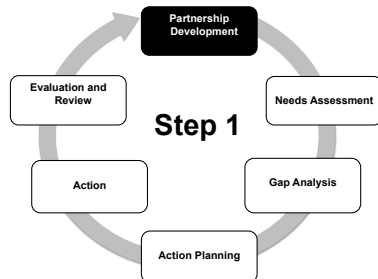 Partnership
Development
Needs Assessment
Gap Analysis
Action Planning
Action
Evaluation and
Review
Step 1